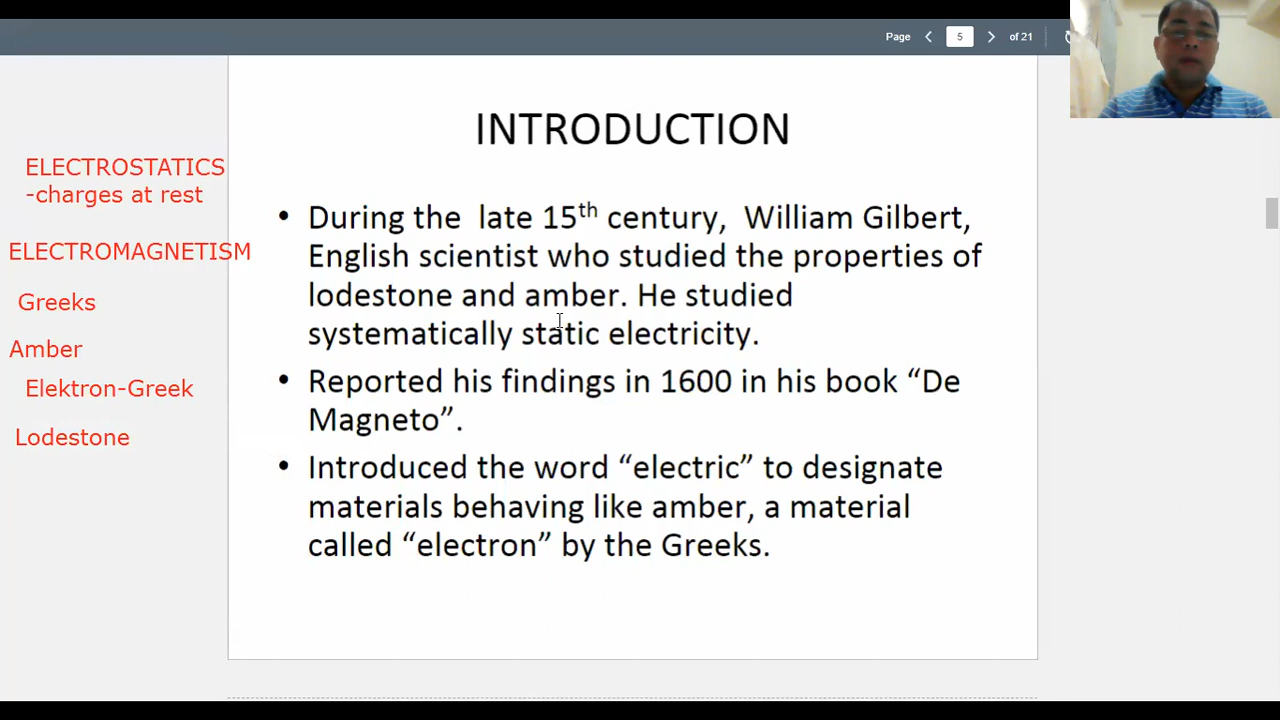 Page 5 of 21
INTRODUCTION
ELECTROSTATICS
-charges at rest
ELECTROMAGNETISM
Greeks
Amber
Elektron-Greek
Lodestone
• During the late 15th century, William Gilbert,
English scientist who studied the properties of
lodestone and amber. He studied
systematically static electricity.
• Reported his findings in 1600 in his book “De
Magneto”.
• Introduced the word “electric” to designate
materials behaving like amber, a material
called “electron” by the Greeks.